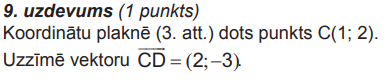 9. uzdevums (1 punkts)
Koordinātu plaknē (3. att.) dots punkts C(1; 2).
Uzzīmē vektoru CD = (2;−3).